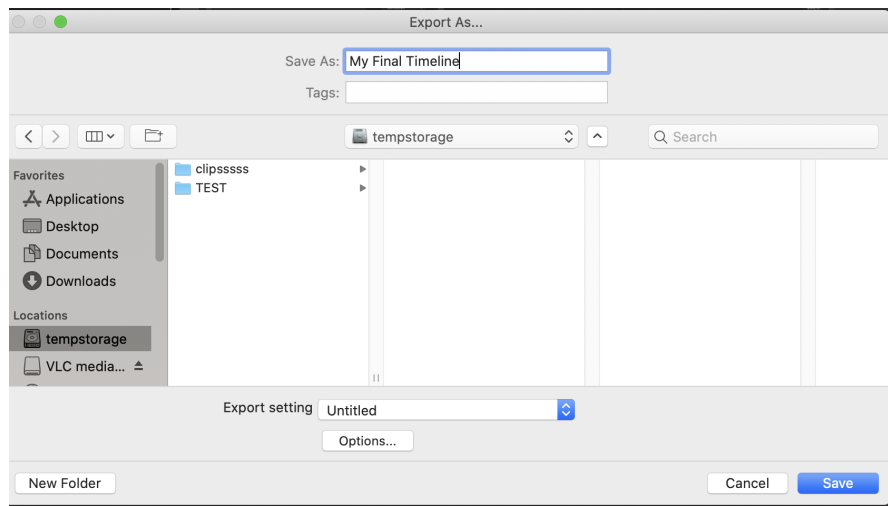 Export As...
Save As: My Final Timeline
Tags:
tempstorage
Search
Favorites
Applications
Desktop
Documents
Downloads
Locations
tempstorage
VLC media...
clipsssss
TEST
Export setting Untitled
Options...
New Folder Cancel Save